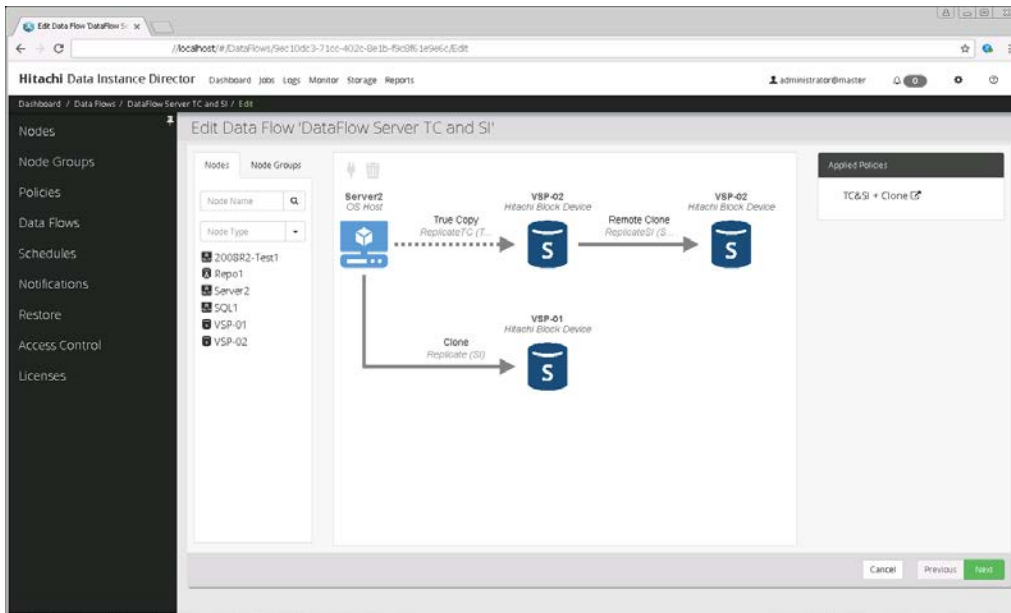 Edit Data Flow 'DataFlow Se
//localhost/#/DataFlows/9ec10dc3-71cc-402c-8e1b-f9c8f61e9e6c/Edit
Hitachi Data Instance Director Dashboard Jobs Logs Monitor Storage Reports administrator@master 0
Dashboard / Data Flows / DataFlow Server TC and SI / Edit
Nodes
Node Groups
Policies
Data Flows
Schedules
Notifications
Restore
Access Control
Licenses
Edit Data Flow 'DataFlow Server TC and SI'
Nodes Node Groups
Node Name
Node Type
2008R2-Test1
Repo1
Server2
SQL1
VSP-01
VSP-02
Server2
OS Host
True Copy
ReplicateTC (T...
VSP-02
Hitachi Block Device
S
Remote Clone
ReplicateSI (S...
VSP-02
Hitachi Block Device
S
Clone
Replicate (SI)
VSP-01
Hitachi Block Device
S
Applied Policies
TC&SI + Clone
Cancel Previous Next